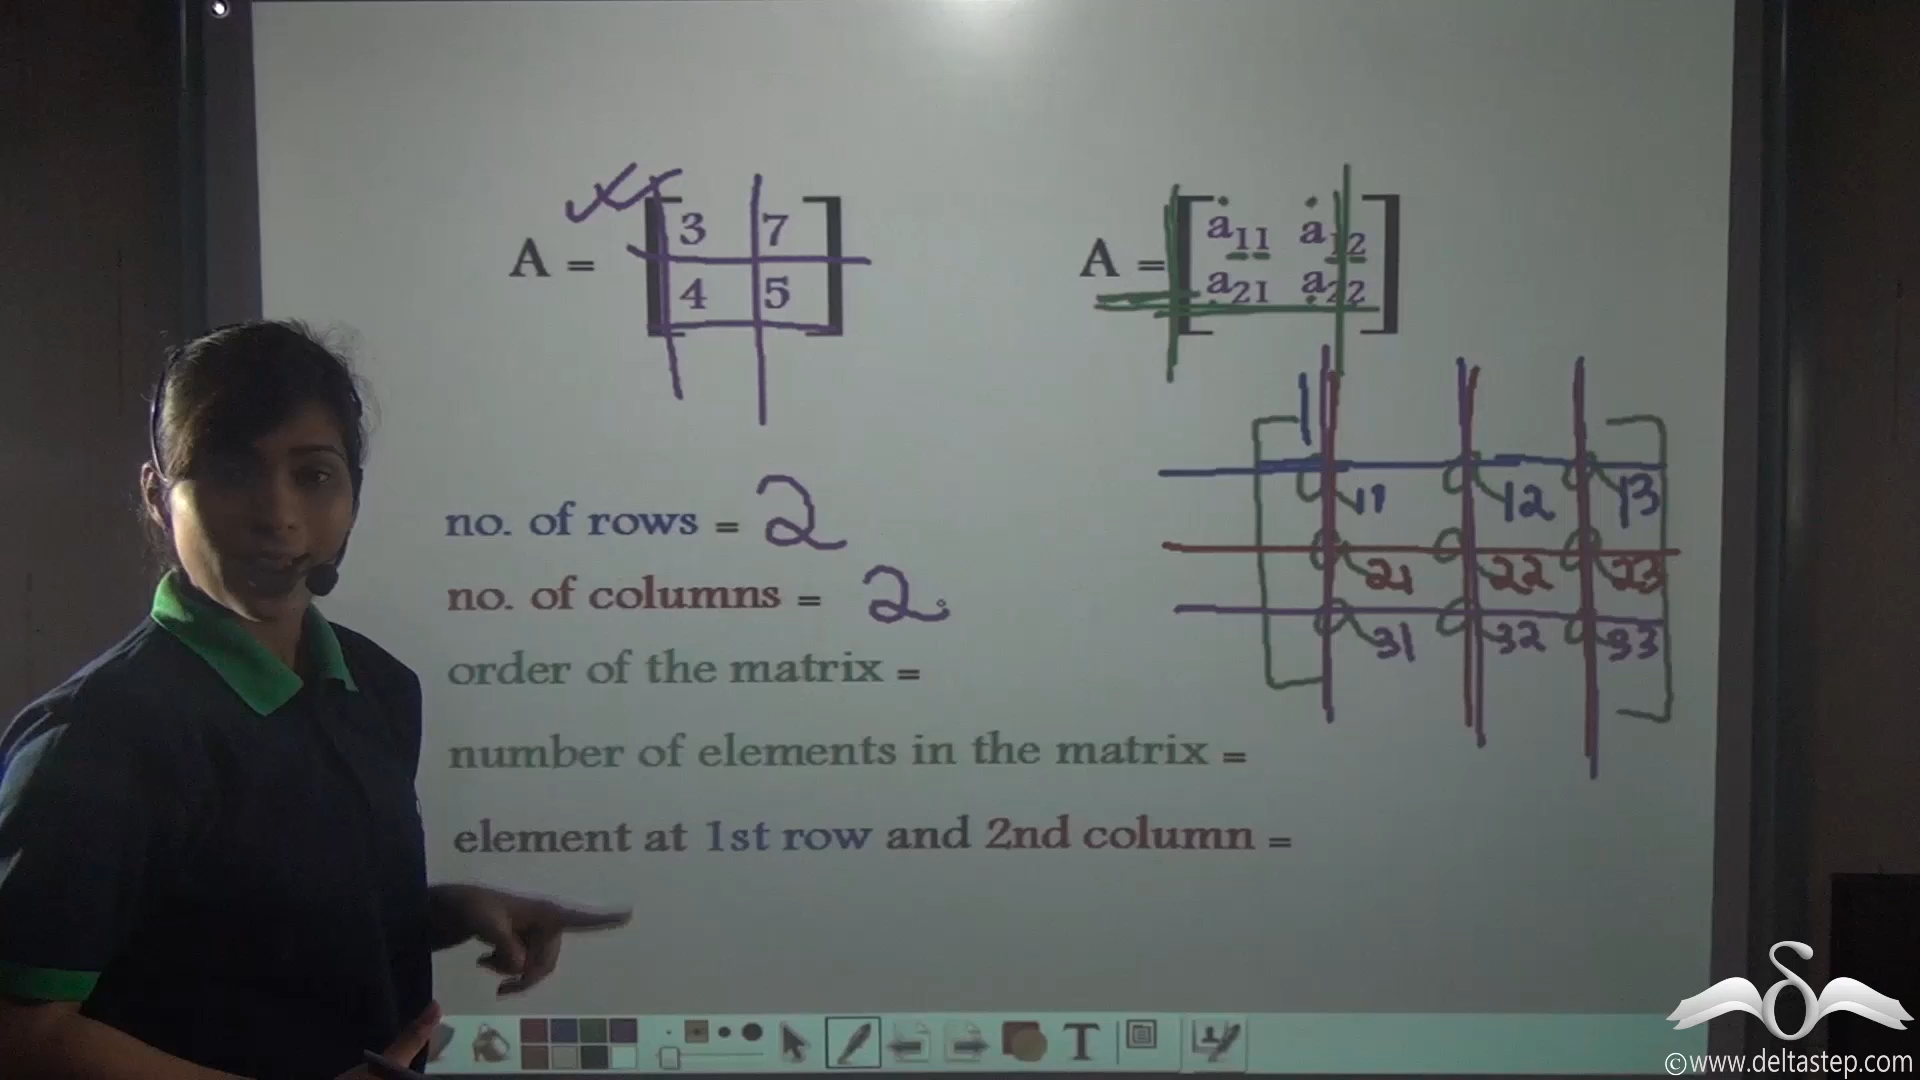 A = [ 3 7
4 5 ]
A = [ a11 a12
a21 a22 ]
11 12 13
21 22 23
31 32 33
no. of rows = 2
no. of columns = 2
order of the matrix =
number of elements in the matrix =
element at 1st row and 2nd column =
T
©www.deltastep.com